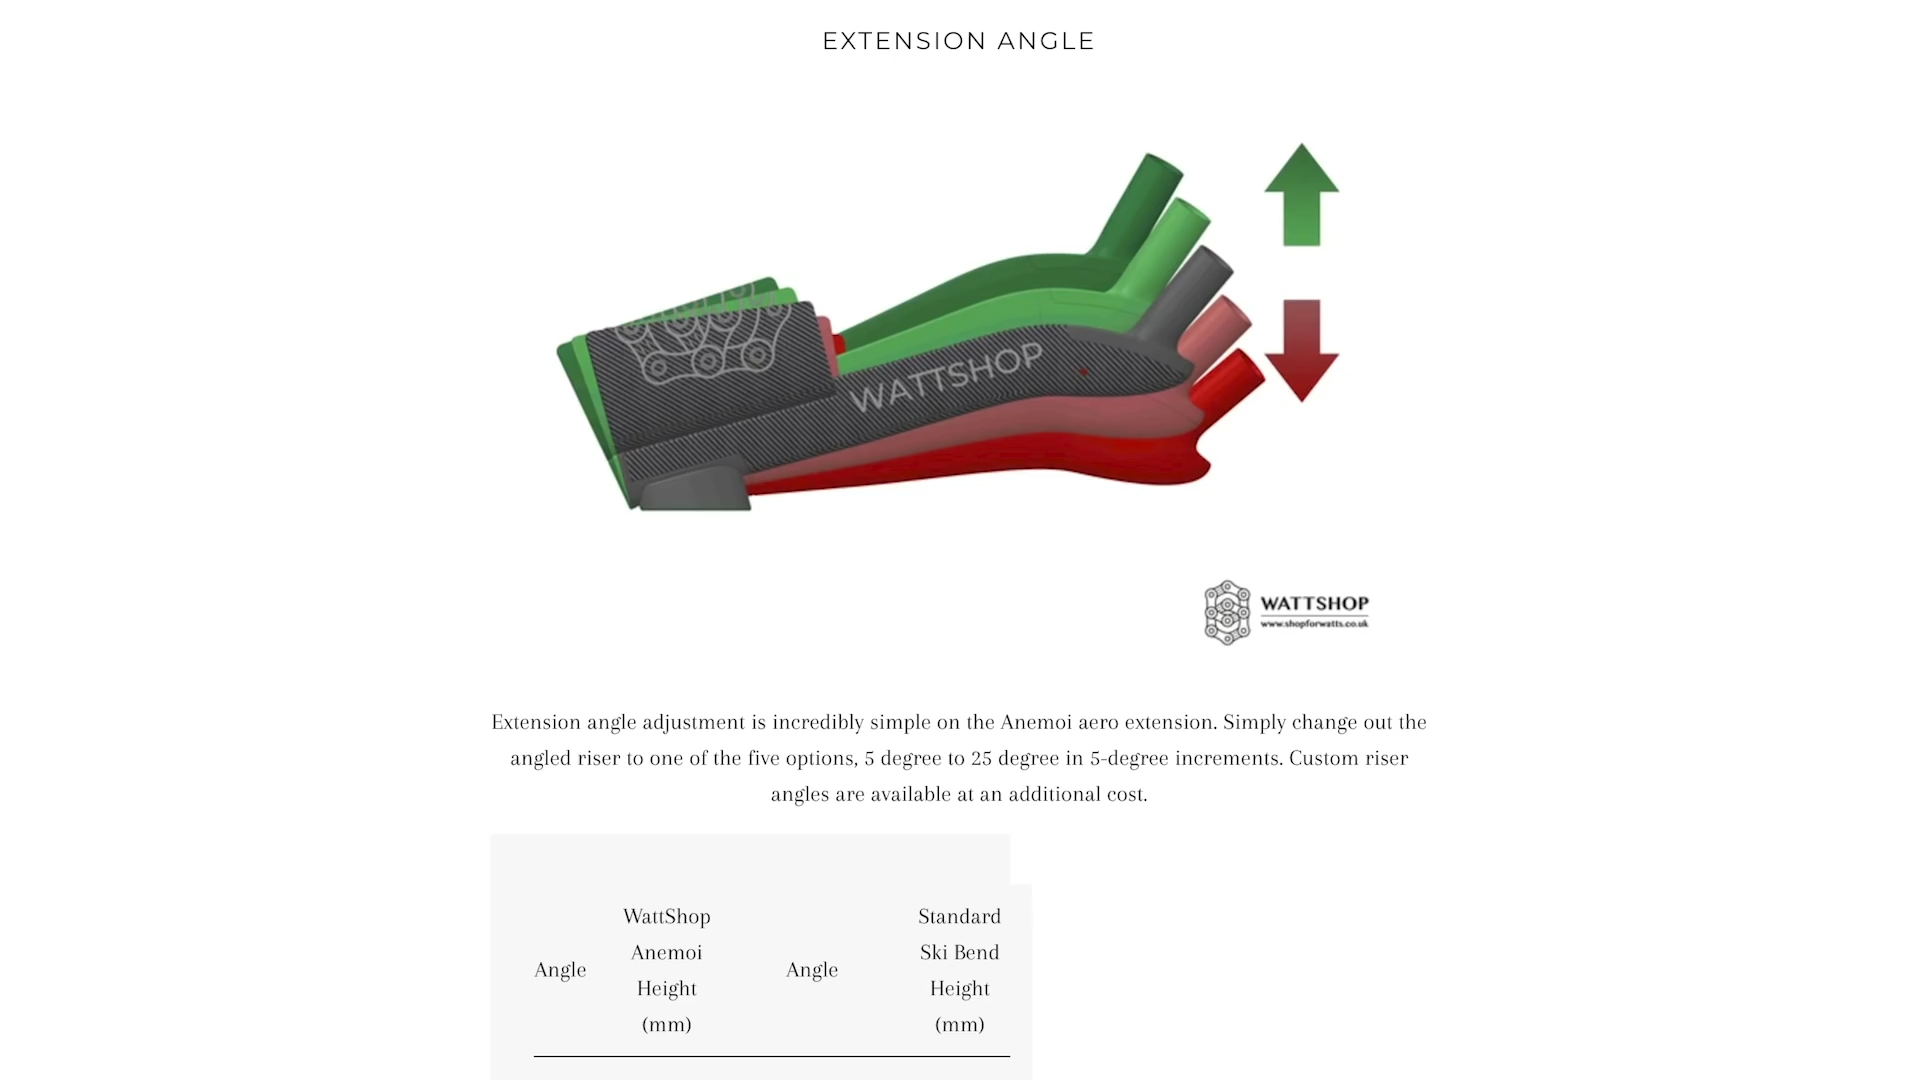 EXTENSION ANGLE
WATTSHOP
WATTSHOP
www.shopforwatts.co.uk
Extension angle adjustment is incredibly simple on the Anemoi aero extension. Simply change out the
angled riser to one of the five options, 5 degree to 25 degree in 5-degree increments. Custom riser
angles are available at an additional cost.
Angle
WattShop
Anemoi
Height
(mm)
Angle
Standard
Ski Bend
Height
(mm)